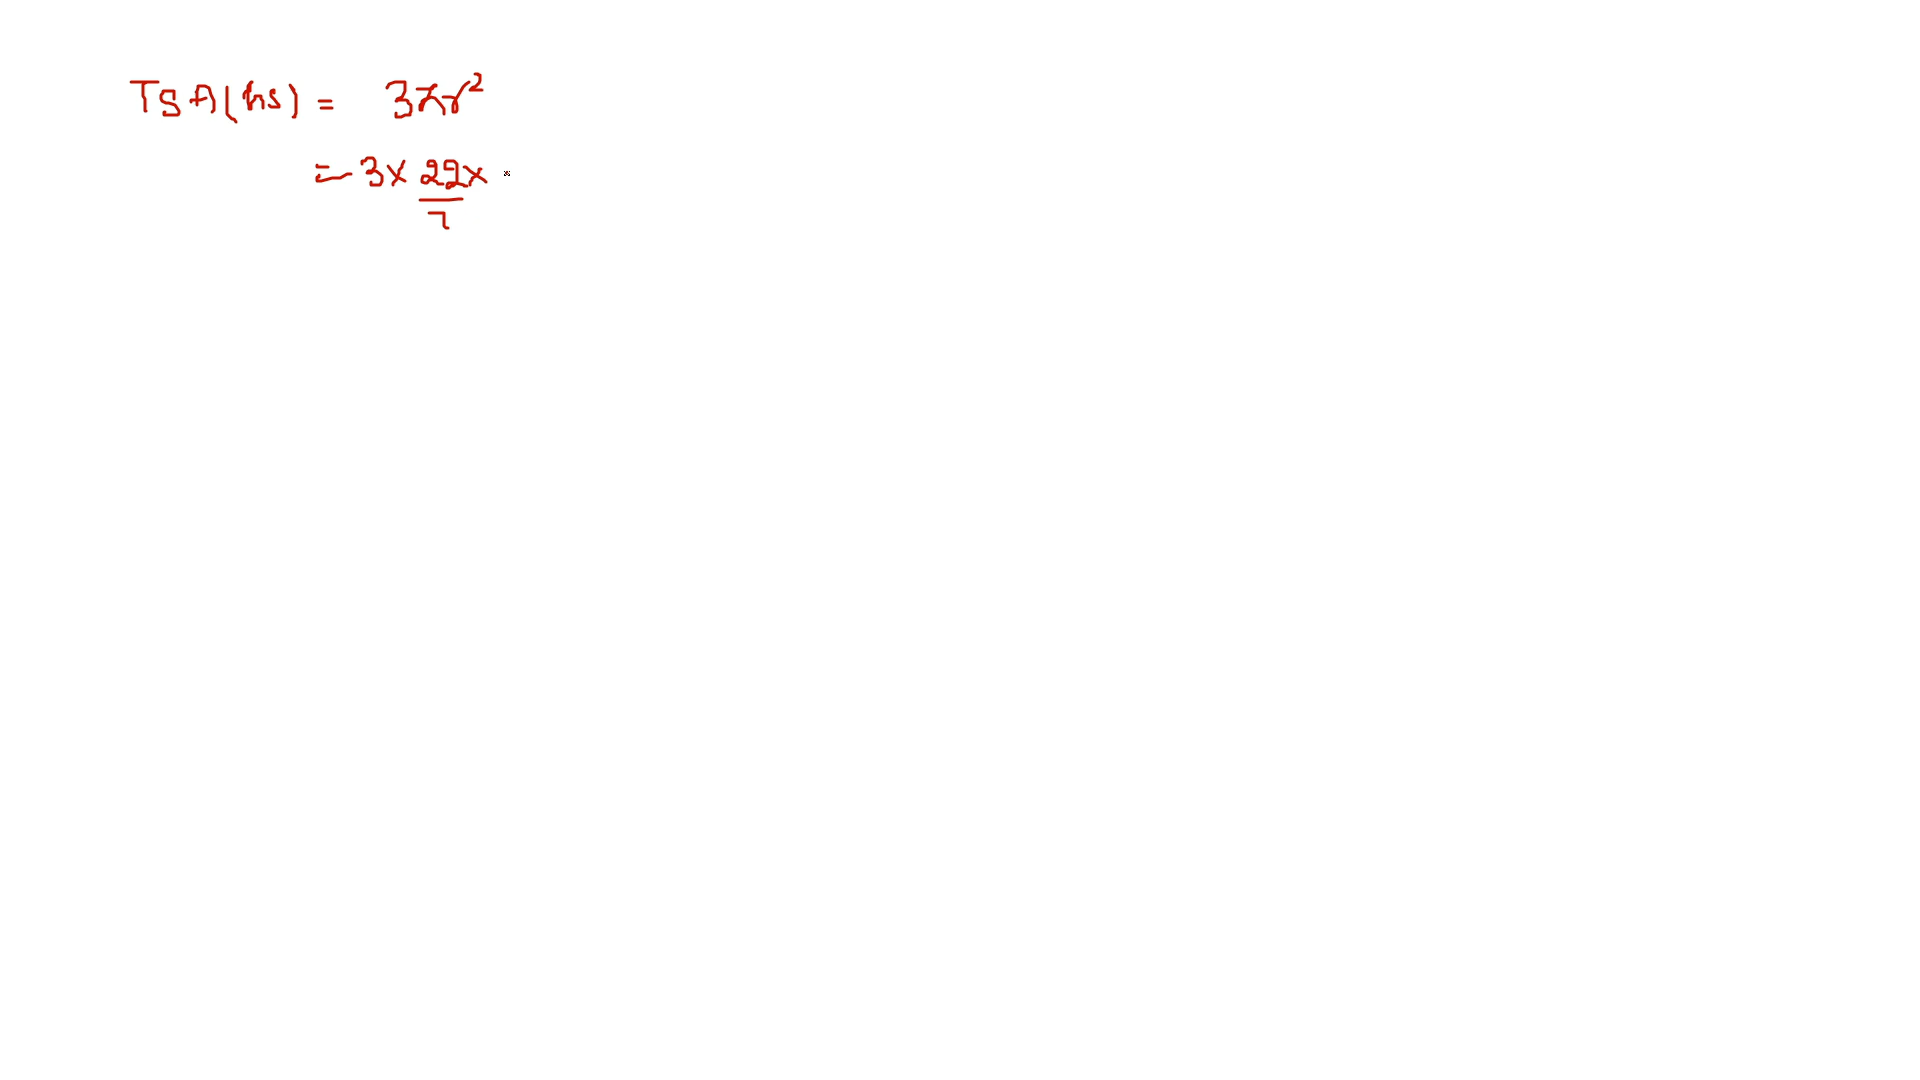 TSA(hs) = 3πr²
= 3 x 22/7 x